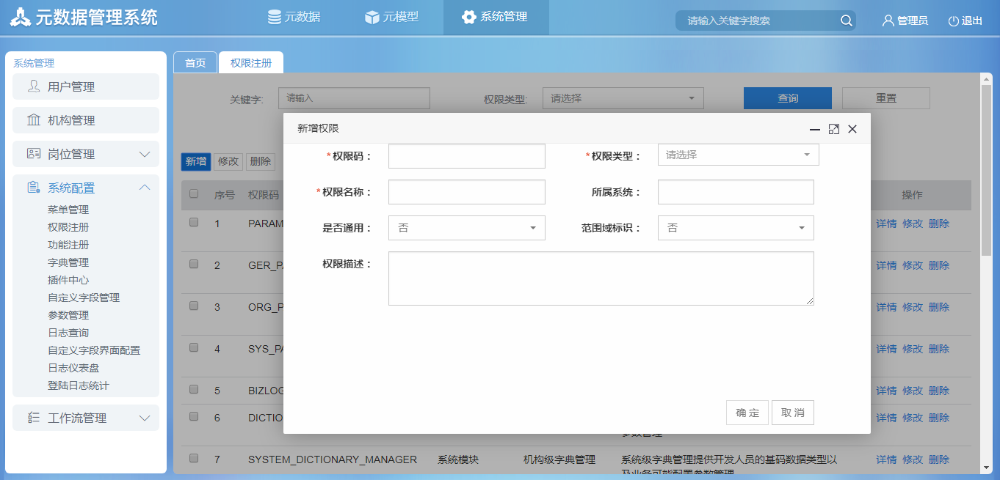 元数据管理系统
元数据
元模型
系统管理
请输入关键字搜索
管理员
退出
系统管理
用户管理
机构管理
岗位管理
系统配置
菜单管理
权限注册
功能注册
字典管理
插件中心
自定义字段管理
参数管理
日志查询
自定义字段界面配置
日志仪表盘
登陆日志统计
工作流管理
首页
权限注册
关键字:
请输入
权限类型:
请选择
查询
重置
新增
修改
删除
序号 权限码 操作
1 PARAM 详情 修改 删除
2 GER_PA 详情 修改 删除
3 ORG_P 详情 修改 删除
4 SYS_PA 详情 修改 删除
5 BIZLOG 详情 修改 删除
6 DICTIO 详情 修改 删除
参数管理
7 SYSTEM_DICTIONARY_MANAGER 系统模块 机构级字典管理 系统级字典管理提供开发人员的基码数据类型以 详情 修改 删除
及业务可能配置参数管理
新增权限
*权限码：
*权限类型： 请选择
*权限名称：
所属系统：
是否通用： 否
范围域标识： 否
权限描述：
确 定
取 消